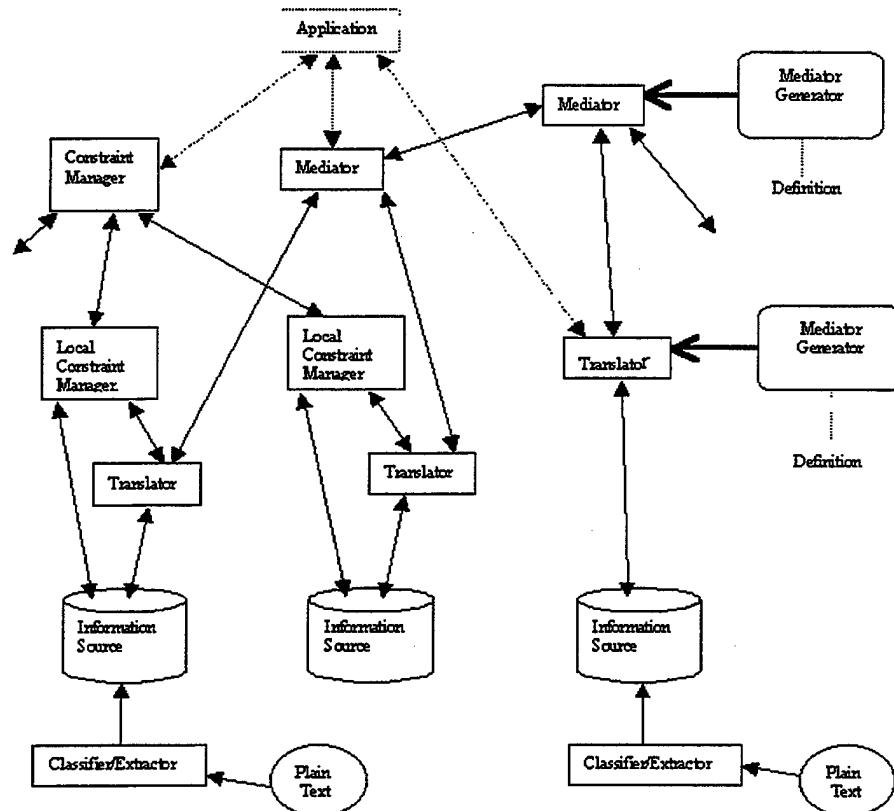 Application
Mediator
Generator
Mediator
Constraint
Manager
Mediator
Definition
Local
Constraint
Manager
Local
Constraint
Manager
Mediator
Generator
Translator
Translator
Translator
Definition
Information
Source
Information
Source
Information
Source
Classifier/Extractor
Plain
Text
Classifier/Extractor
Plain
Text